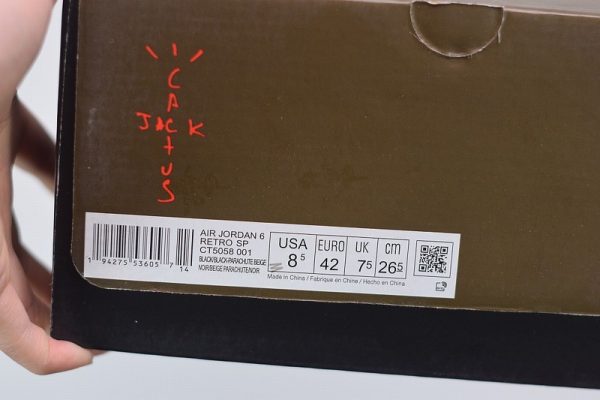 CACTUS
JACK
AIR JORDAN 6
RETRO SP
CT5058 001
BLACK/BLACK-PARACHUTE BEIGE
NOIR/BEIGE PARACHUTE/NOIR
1 94275 53605 7 14
USA EURO UK cm
8.5 42 7.5 26.5
Made in China / Fabriqué en Chine / Hecho en China